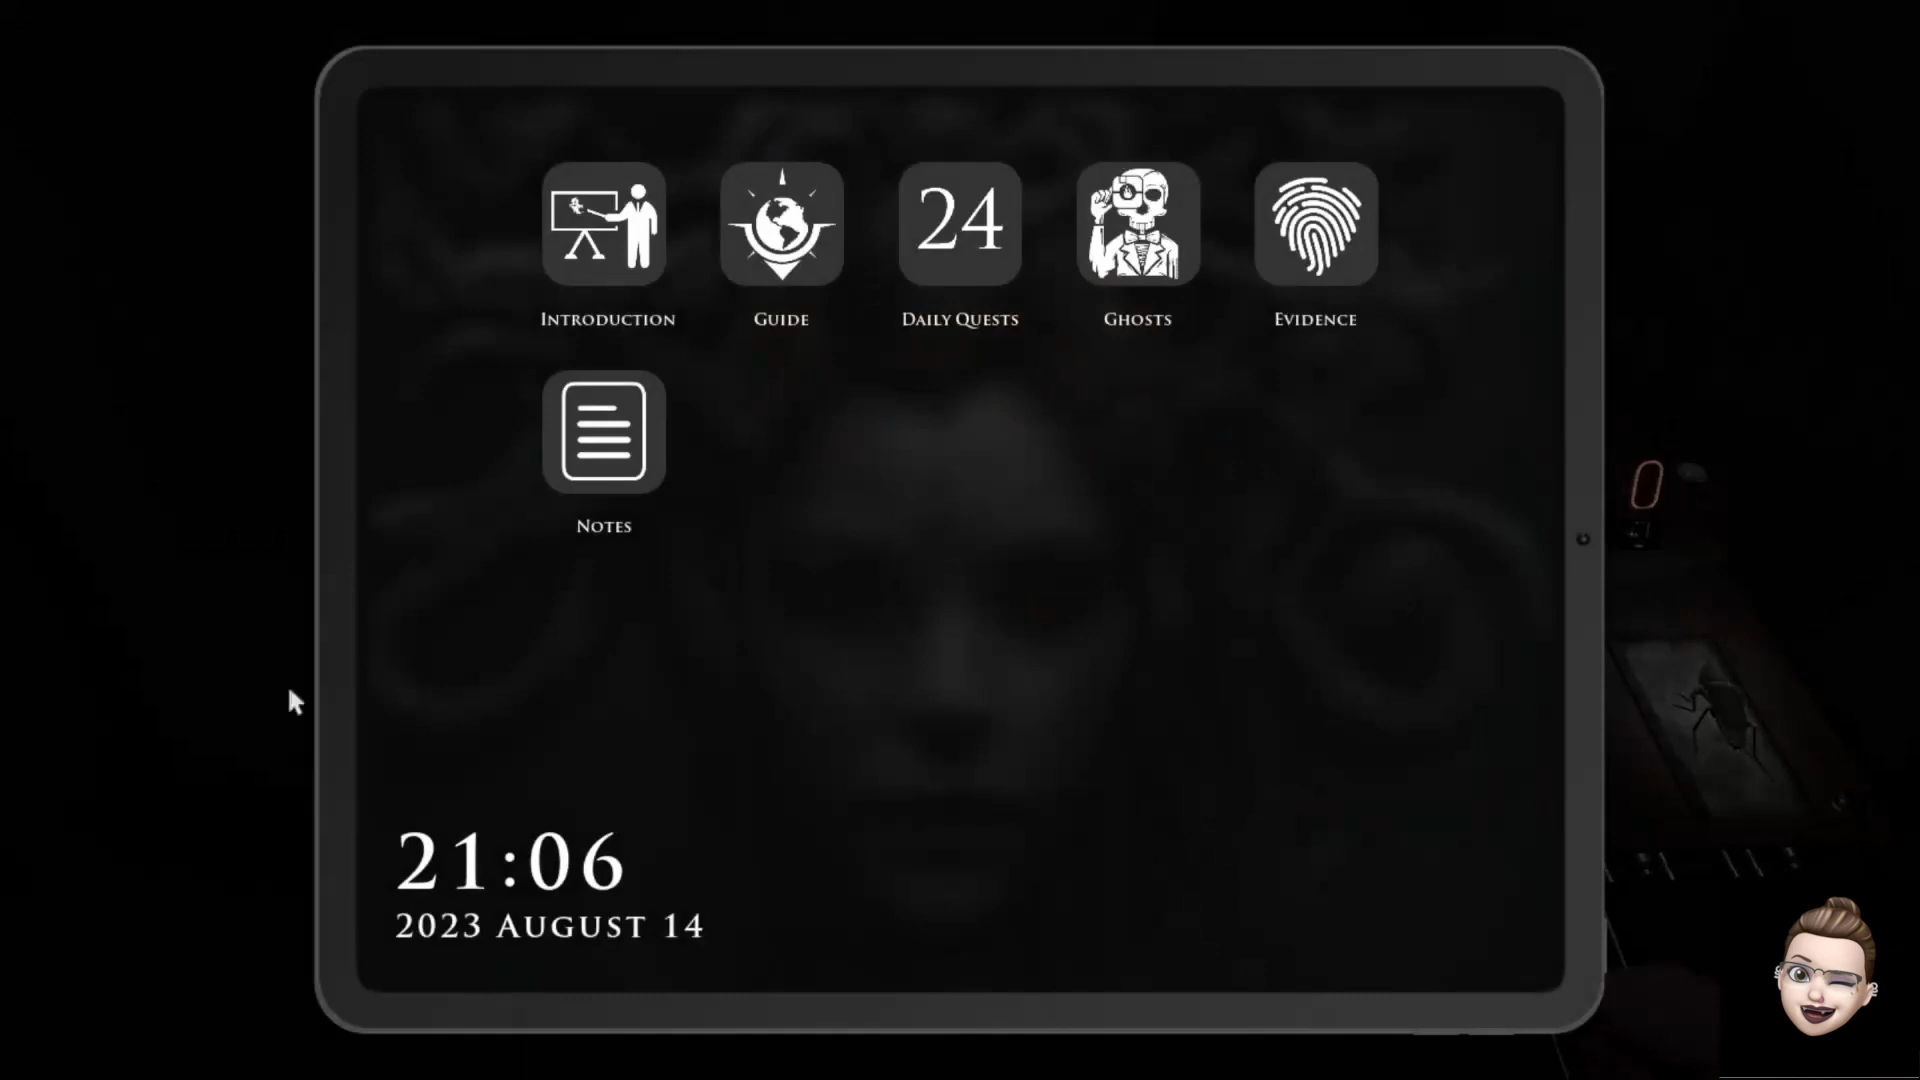 24
INTRODUCTION
GUIDE
DAILY QUESTS
GHOSTS
EVIDENCE
NOTES
21:06
2023 AUGUST 14